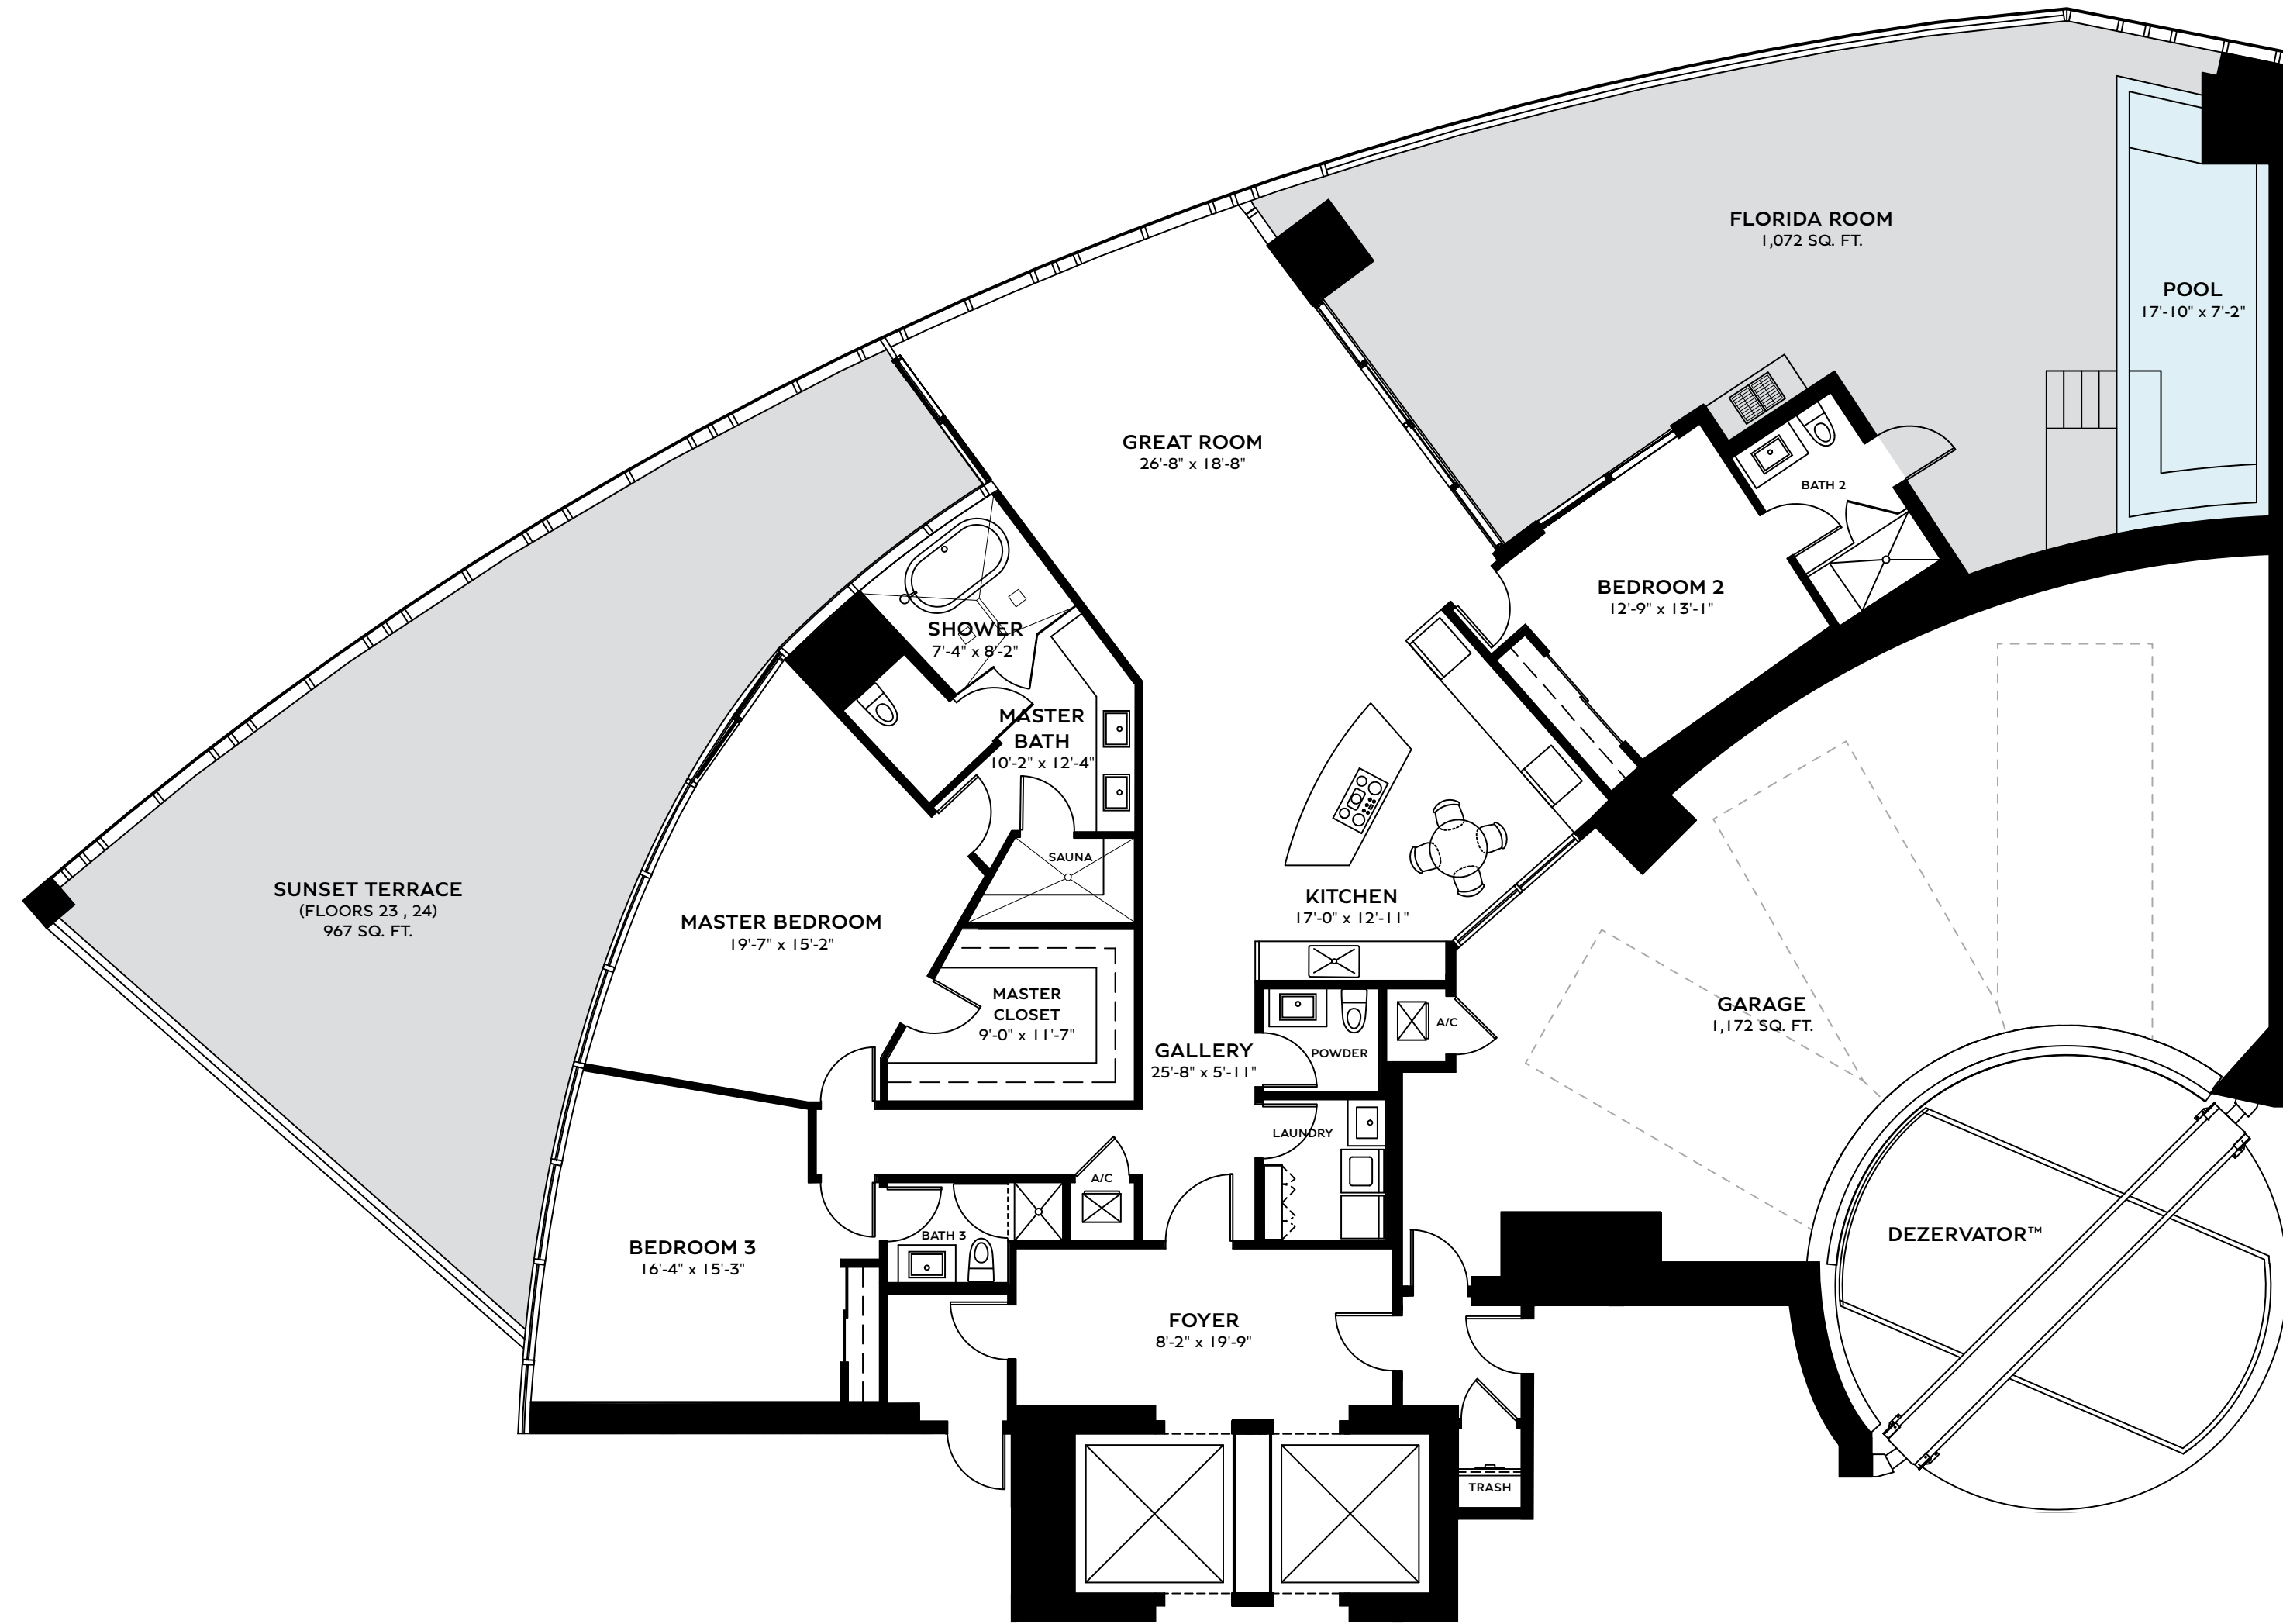 FLORIDA ROOM
1,072 SQ. FT.
POOL
17'-10" x 7'-2"
GREAT ROOM
26'-8" x 18'-8"
BATH 2
BEDROOM 2
12'-9" x 13'-1"
SHOWER
7'-4" x 8'-2"
MASTER
BATH
10'-2" x 12'-4"
SAUNA
SUNSET TERRACE
(FLOORS 23 , 24)
967 SQ. FT.
MASTER BEDROOM
19'-7" x 15'-2"
KITCHEN
17'-0" x 12'-11"
MASTER
CLOSET
9'-0" x 11'-7"
GARAGE
1,172 SQ. FT.
A/C
GALLERY
25'-8" x 5'-11"
POWDER
LAUNDRY
A/C
BATH 3
DEZERVATOR™
BEDROOM 3
16'-4" x 15'-3"
FOYER
8'-2" x 19'-9"
TRASH